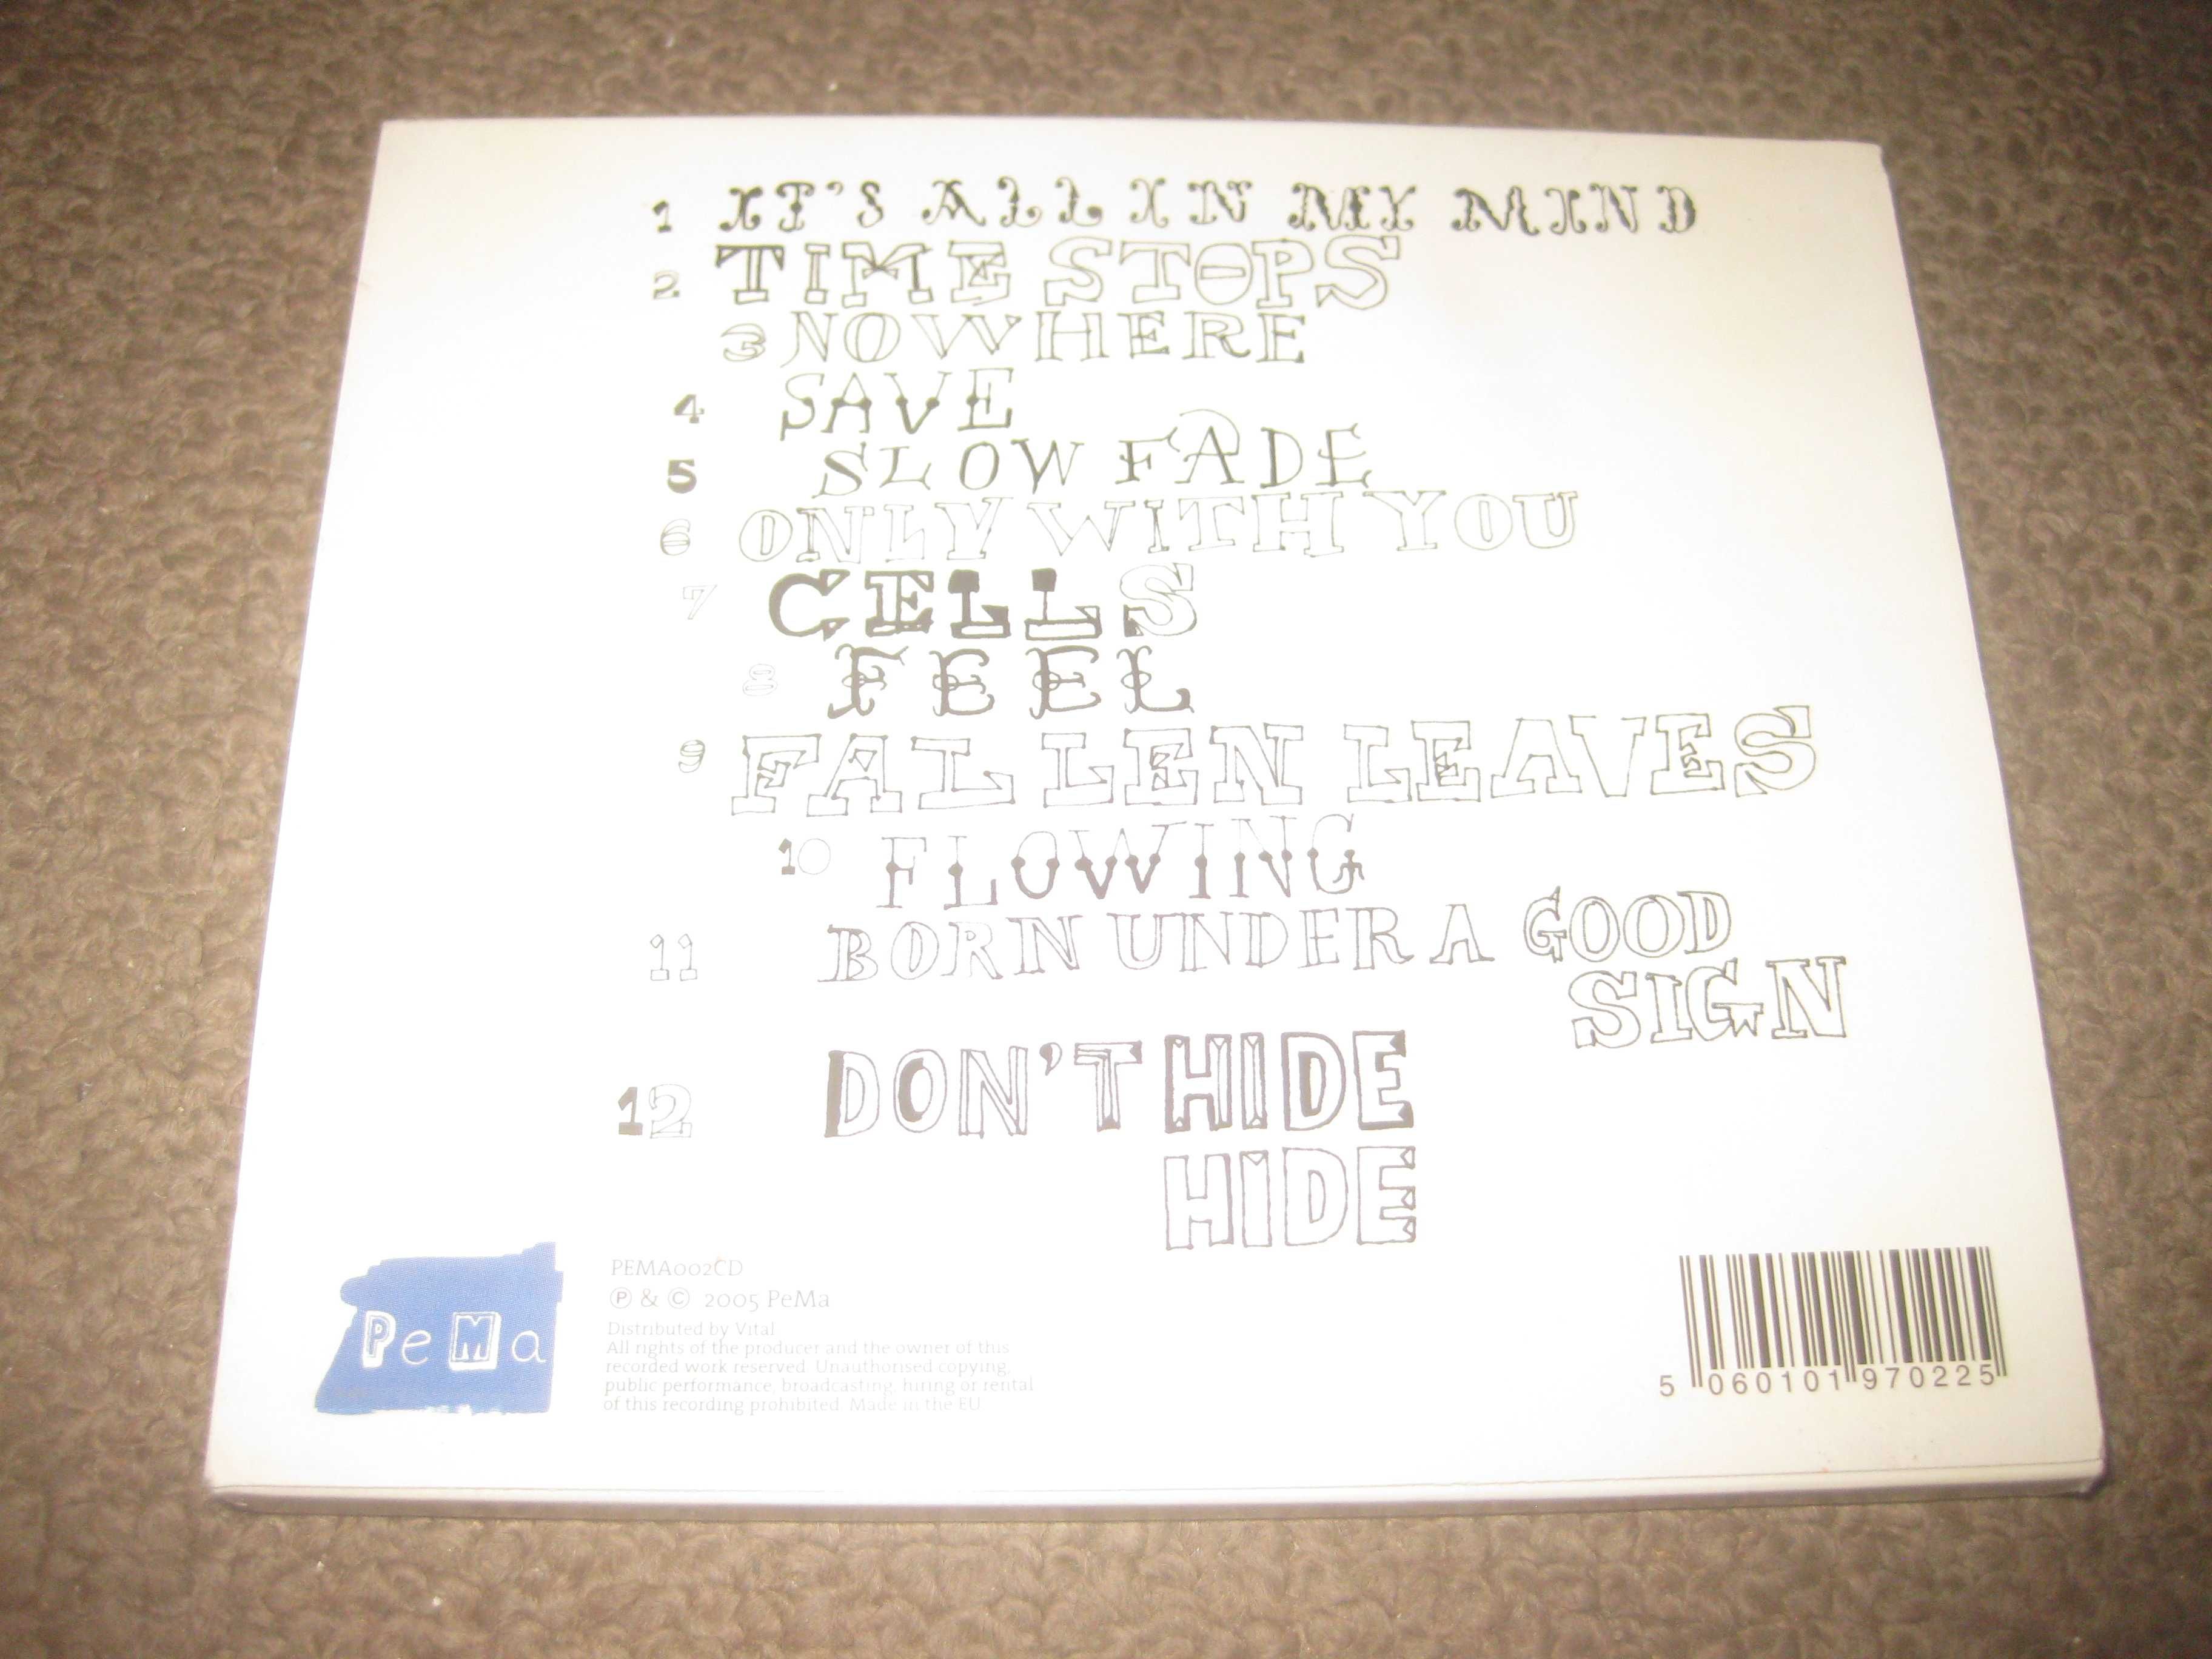 1 IT'S ALL IN MY MIND
2 TIME STOPS
3 NOWHERE
4 SAVE
5 SLOW FADE
6 ONLY WITH YOU
7 CELLS
8 FEEL
9 FALLEN LEAVES
10 FLOWING
11 BORN UNDER A GOOD
SIGN
12 DON'T HIDE
HIDE
PeMa
PEMA002CD
℗ & © 2005 PeMa
Distributed by Vital
All rights of the producer and the owner of this
recorded work reserved. Unauthorised copying,
public performance, broadcasting, hiring or rental
of this recording prohibited. Made in the EU
5 060101 970225